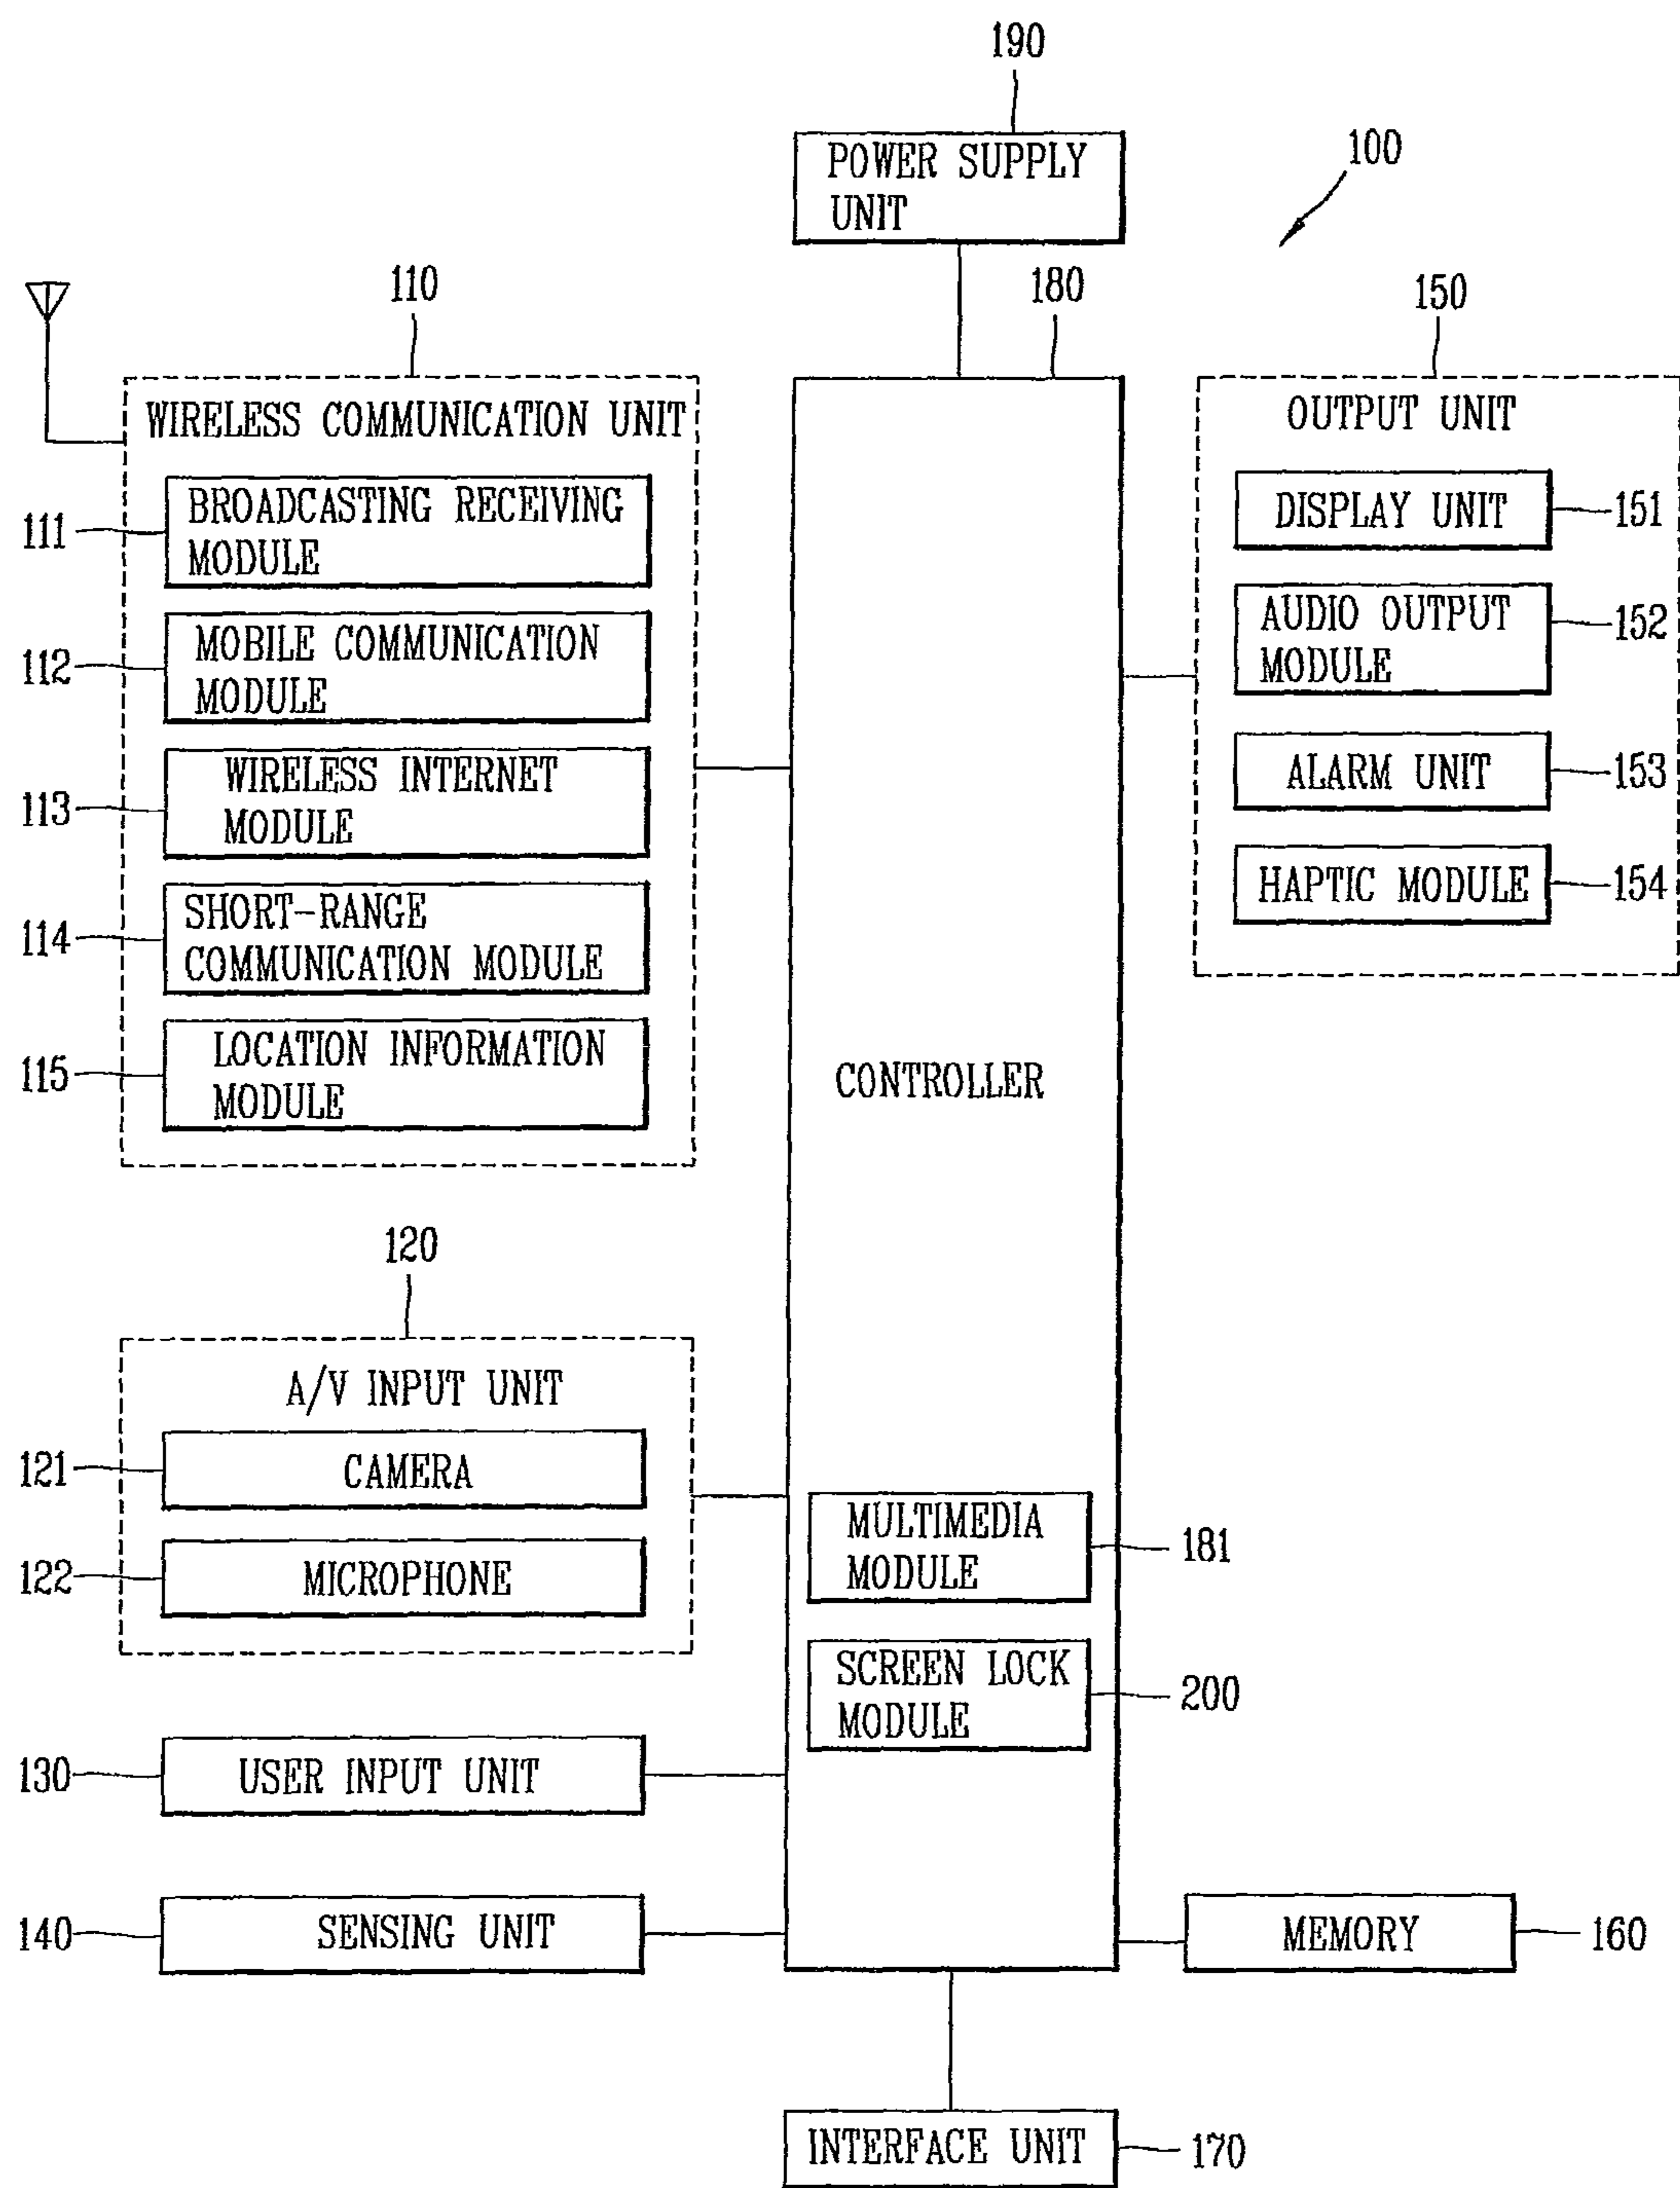 190
POWER SUPPLY
UNIT
100
110
180
150
WIRELESS COMMUNICATION UNIT
111
BROADCASTING RECEIVING
MODULE
112
MOBILE COMMUNICATION
MODULE
113
WIRELESS INTERNET
MODULE
114
SHORT-RANGE
COMMUNICATION MODULE
115
LOCATION INFORMATION
MODULE
OUTPUT UNIT
DISPLAY UNIT
151
AUDIO OUTPUT
MODULE
152
ALARM UNIT
153
HAPTIC MODULE
154
CONTROLLER
120
A/V INPUT UNIT
121
CAMERA
122
MICROPHONE
MULTIMEDIA
MODULE
181
SCREEN LOCK
MODULE
200
130
USER INPUT UNIT
140
SENSING UNIT
MEMORY
160
INTERFACE UNIT
170